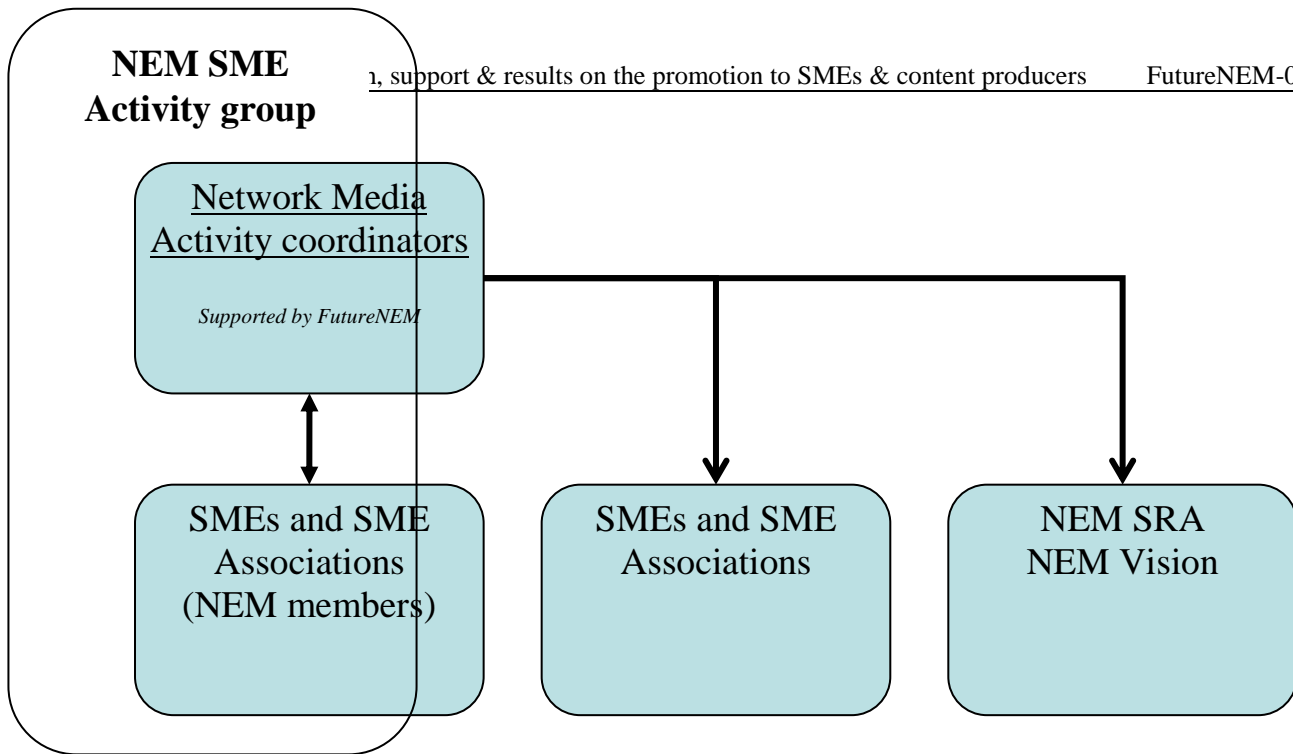 NEM SME
Activity group
, support & results on the promotion to SMEs & content producers FutureNEM-0
Network Media
Activity coordinators
Supported by FutureNEM
SMEs and SME
Associations
(NEM members)
SMEs and SME
Associations
NEM SRA
NEM Vision